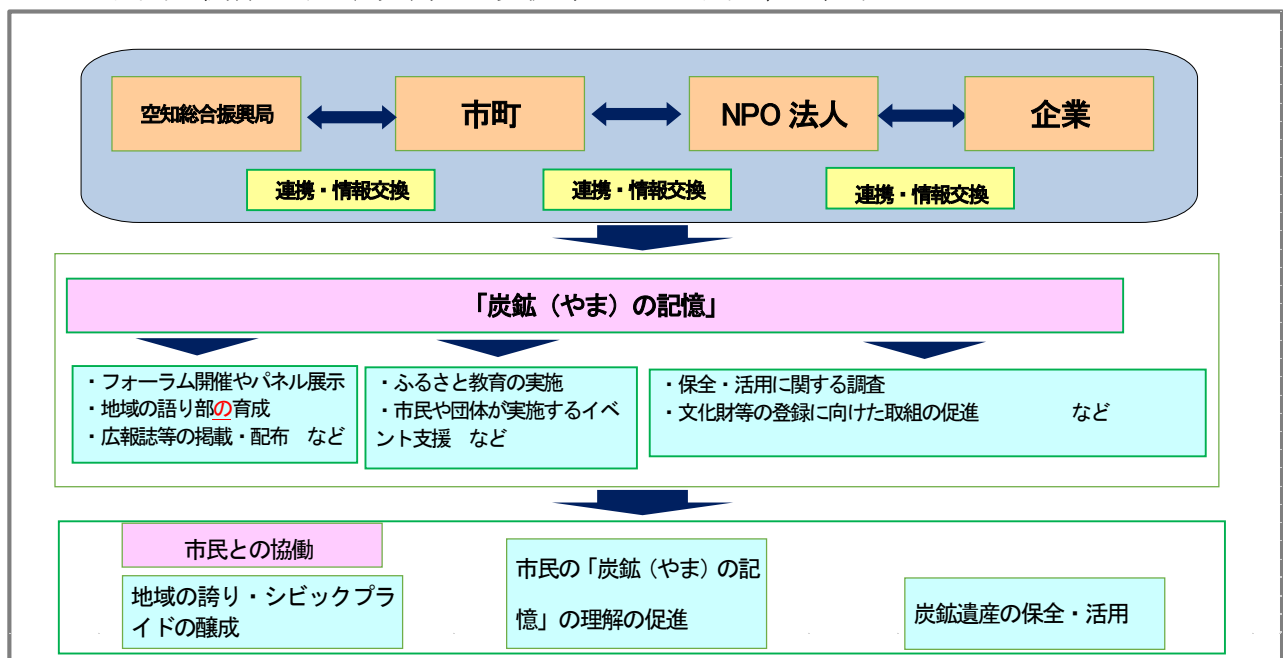 空知総合振興局
市町
NPO 法人
企業
連携・情報交換
連携・情報交換
連携・情報交換
「炭鉱（やま）の記憶」
・フォーラム開催やパネル展示
・地域の語り部の育成
・広報誌等の掲載・配布　など
・ふるさと教育の実施
・市民や団体が実施するイベ
ント支援　など
・保全・活用に関する調査
・文化財等の登録に向けた取組の促進　　　　　など
市民との協働
地域の誇り・シビックプラ
イドの醸成
市民の「炭鉱（やま）の記
憶」の理解の促進
炭鉱遺産の保全・活用